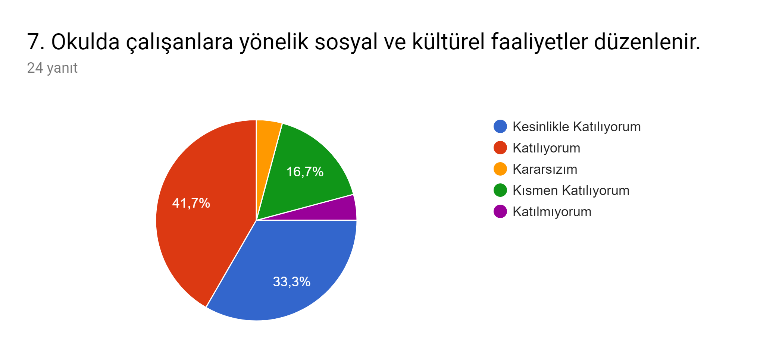 7. Okulda çalışanlara yönelik sosyal ve kültürel faaliyetler düzenlenir.
24 yanıt
Kesinlikle Katılıyorum
Katılıyorum
Kararsızım
Kısmen Katılıyorum
Katılmıyorum
16,7%
41,7%
33,3%